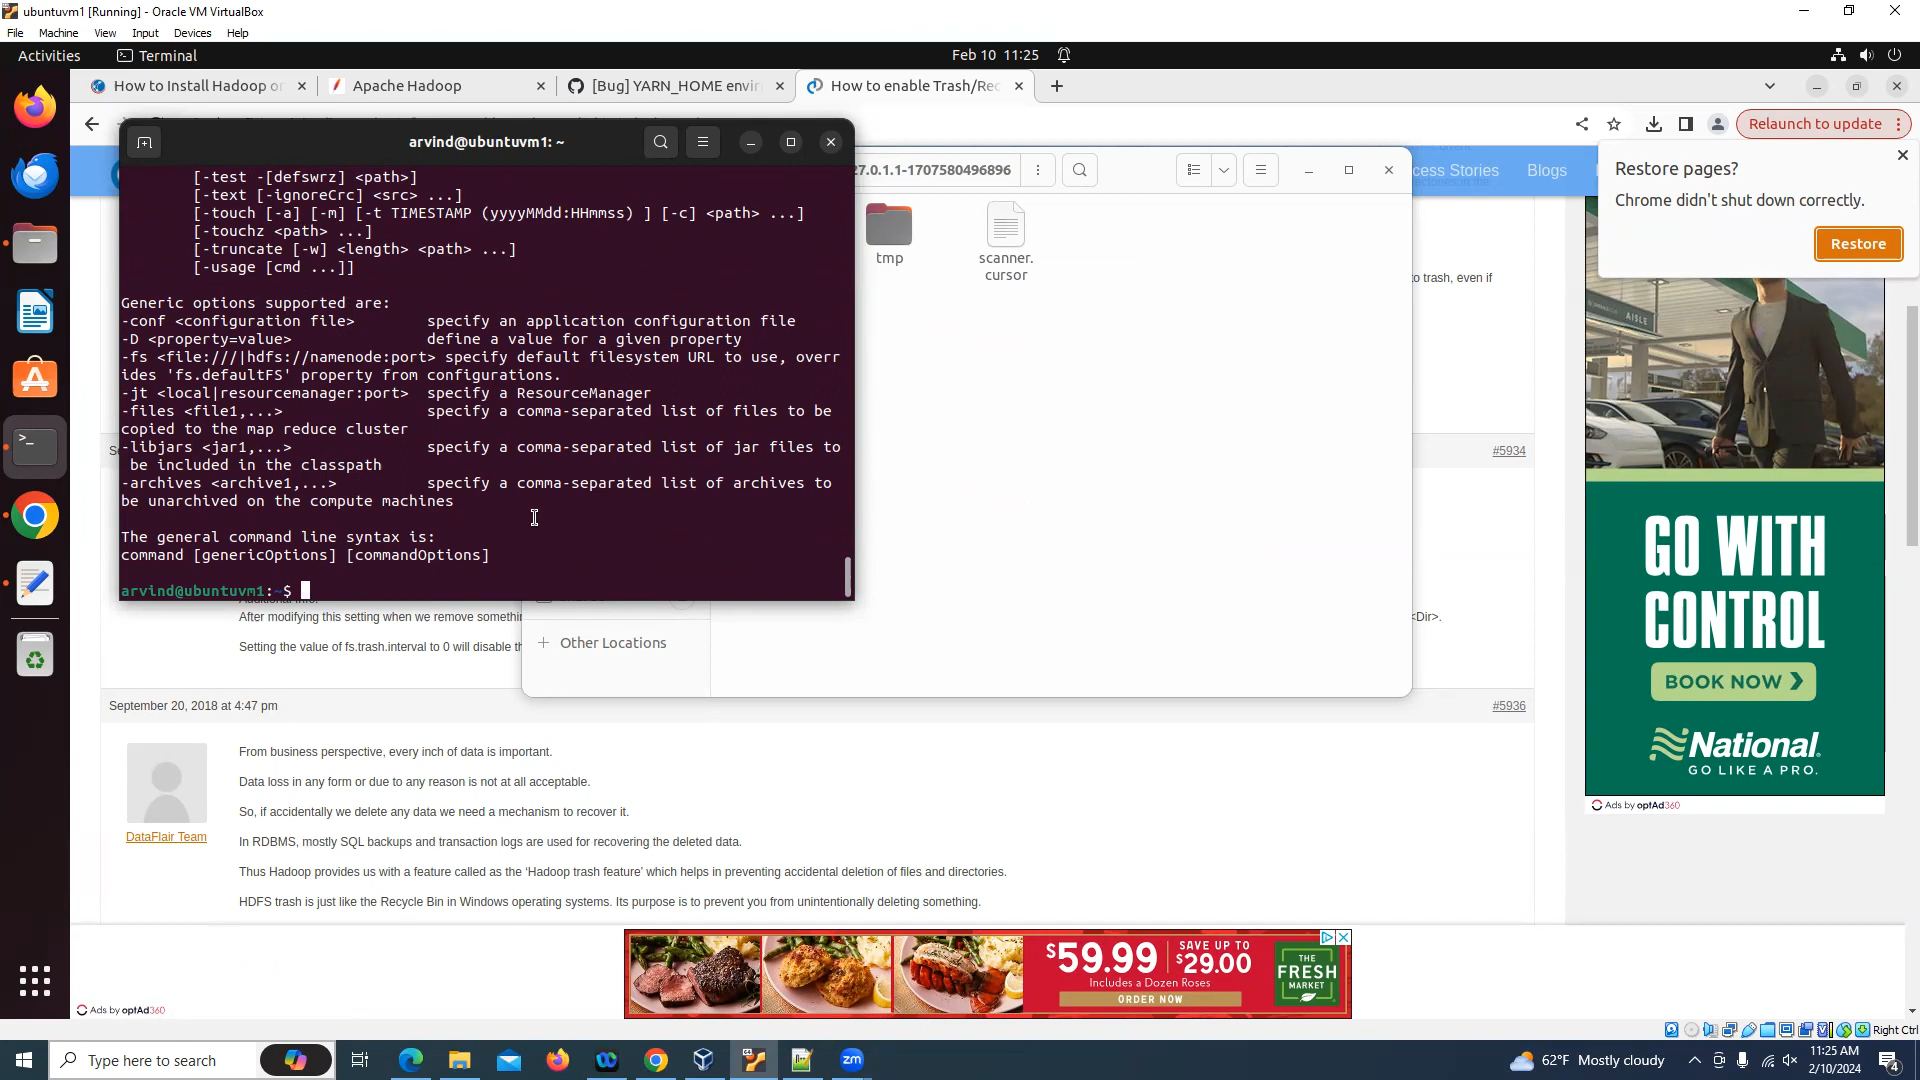 ubuntuvm1 [Running] - Oracle VM VirtualBox
File Machine View Input Devices Help
Activities Terminal Feb 10 11:25
How to Install Hadoop or × Apache Hadoop × [Bug] YARN_HOME envir × How to enable Trash/Rec ×
Relaunch to update
arvind@ubuntuvm1: ~
27.0.1.1-1707580496896
cess Stories Blogs
Restore pages?
Chrome didn't shut down correctly.
Restore
[-test -[defswrz] <path>]
[-text [-ignoreCrc] <src> ...]
[-touch [-a] [-m] [-t TIMESTAMP (yyyyMMdd:HHmmss) ] [-c] <path> ...]
[-touchz <path> ...]
[-truncate [-w] <length> <path> ...]
[-usage [cmd ...]]
Generic options supported are:
-conf <configuration file> specify an application configuration file
-D <property=value> define a value for a given property
-fs <file:///|hdfs://namenode:port> specify default filesystem URL to use, overr
ides 'fs.defaultFS' property from configurations.
-jt <local|resourcemanager:port> specify a ResourceManager
-files <file1,...> specify a comma-separated list of files to be
copied to the map reduce cluster
-libjars <jar1,...> specify a comma-separated list of jar files to
be included in the classpath
-archives <archive1,...> specify a comma-separated list of archives to
be unarchived on the compute machines
The general command line syntax is:
command [genericOptions] [commandOptions]
arvind@ubuntuvm1:~$
tmp
scanner.
cursor
to trash, even if
#5934
Other Locations
After modifying this setting when we remove somethin
<Dir>.
Setting the value of fs.trash.interval to 0 will disable th
September 20, 2018 at 4:47 pm
#5936
DataFlair Team
From business perspective, every inch of data is important.
Data loss in any form or due to any reason is not at all acceptable.
So, if accidentally we delete any data we need a mechanism to recover it.
In RDBMS, mostly SQL backups and transaction logs are used for recovering the deleted data.
Thus Hadoop provides us with a feature called as the ‘Hadoop trash feature’ which helps in preventing accidental deletion of files and directories.
HDFS trash is just like the Recycle Bin in Windows operating systems. Its purpose is to prevent you from unintentionally deleting something.
AISLE
GO WITH
CONTROL
BOOK NOW
National.
GO LIKE A PRO.
Ads by optAd360
$59.99
Includes a Dozen Roses
SAVE UP TO
$29.00
ORDER NOW
THE
FRESH
MARKET
Ads by optAd360
Right Ctrl
Type here to search
zm
62°F Mostly cloudy
11:25 AM
2/10/2024
4